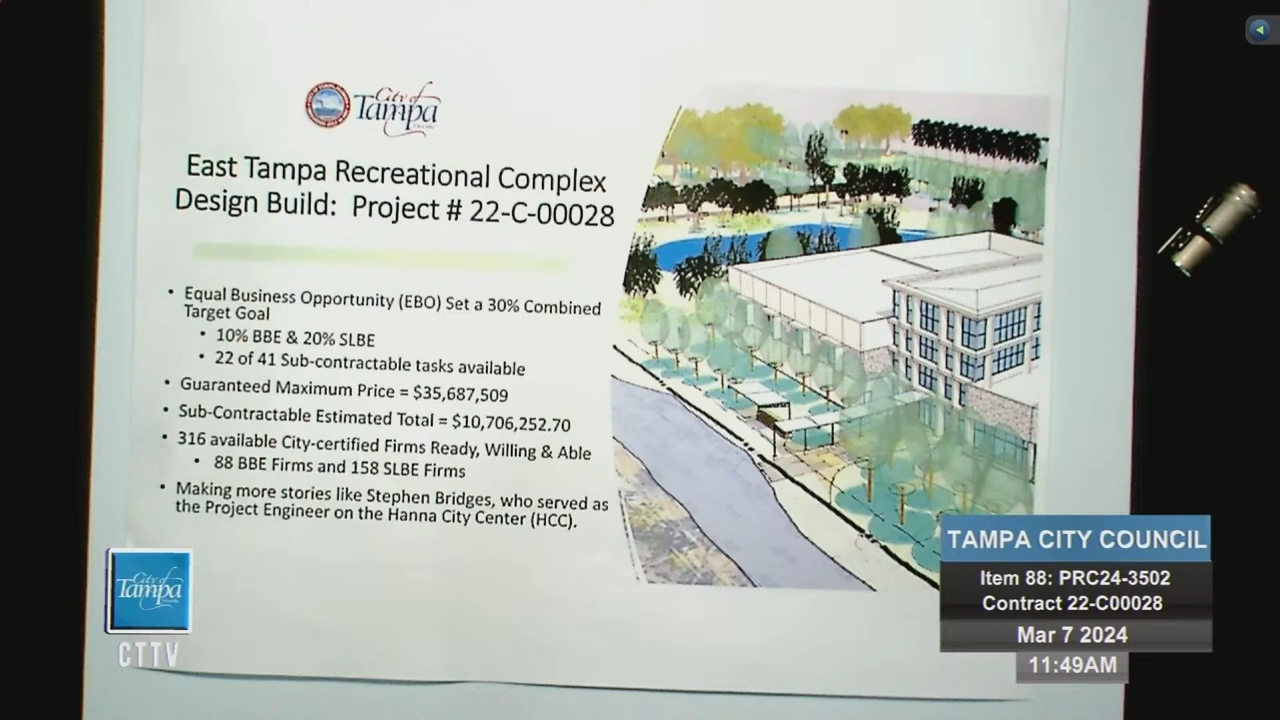 City of
Tampa
Florida
East Tampa Recreational Complex
Design Build: Project # 22-C-00028
• Equal Business Opportunity (EBO) Set a 30% Combined
Target Goal
• 10% BBE & 20% SLBE
• 22 of 41 Sub-contractable tasks available
• Guaranteed Maximum Price = $35,687,509
• Sub-Contractable Estimated Total = $10,706,252.70
• 316 available City-certified Firms Ready, Willing & Able
• 88 BBE Firms and 158 SLBE Firms
• Making more stories like Stephen Bridges, who served as
the Project Engineer on the Hanna City Center (HCC).
City of
Tampa
Florida
CTTV
TAMPA CITY COUNCIL
Item 88: PRC24-3502
Contract 22-C00028
Mar 7 2024
11:49AM